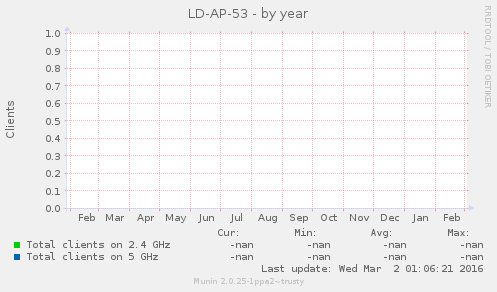 LD-AP-53 - by year
RRDTOOL / TOBI OETIKER
Clients
1.0
0.9
0.8
0.7
0.6
0.5
0.4
0.3
0.2
0.1
0.0
Feb Mar Apr May Jun Jul Aug Sep Oct Nov Dec Jan Feb
Cur: Min: Avg: Max:
Total clients on 2.4 GHz -nan -nan -nan -nan
Total clients on 5 GHz -nan -nan -nan -nan
Last update: Wed Mar 2 01:06:21 2016
Munin 2.0.25-1ppa2~trusty